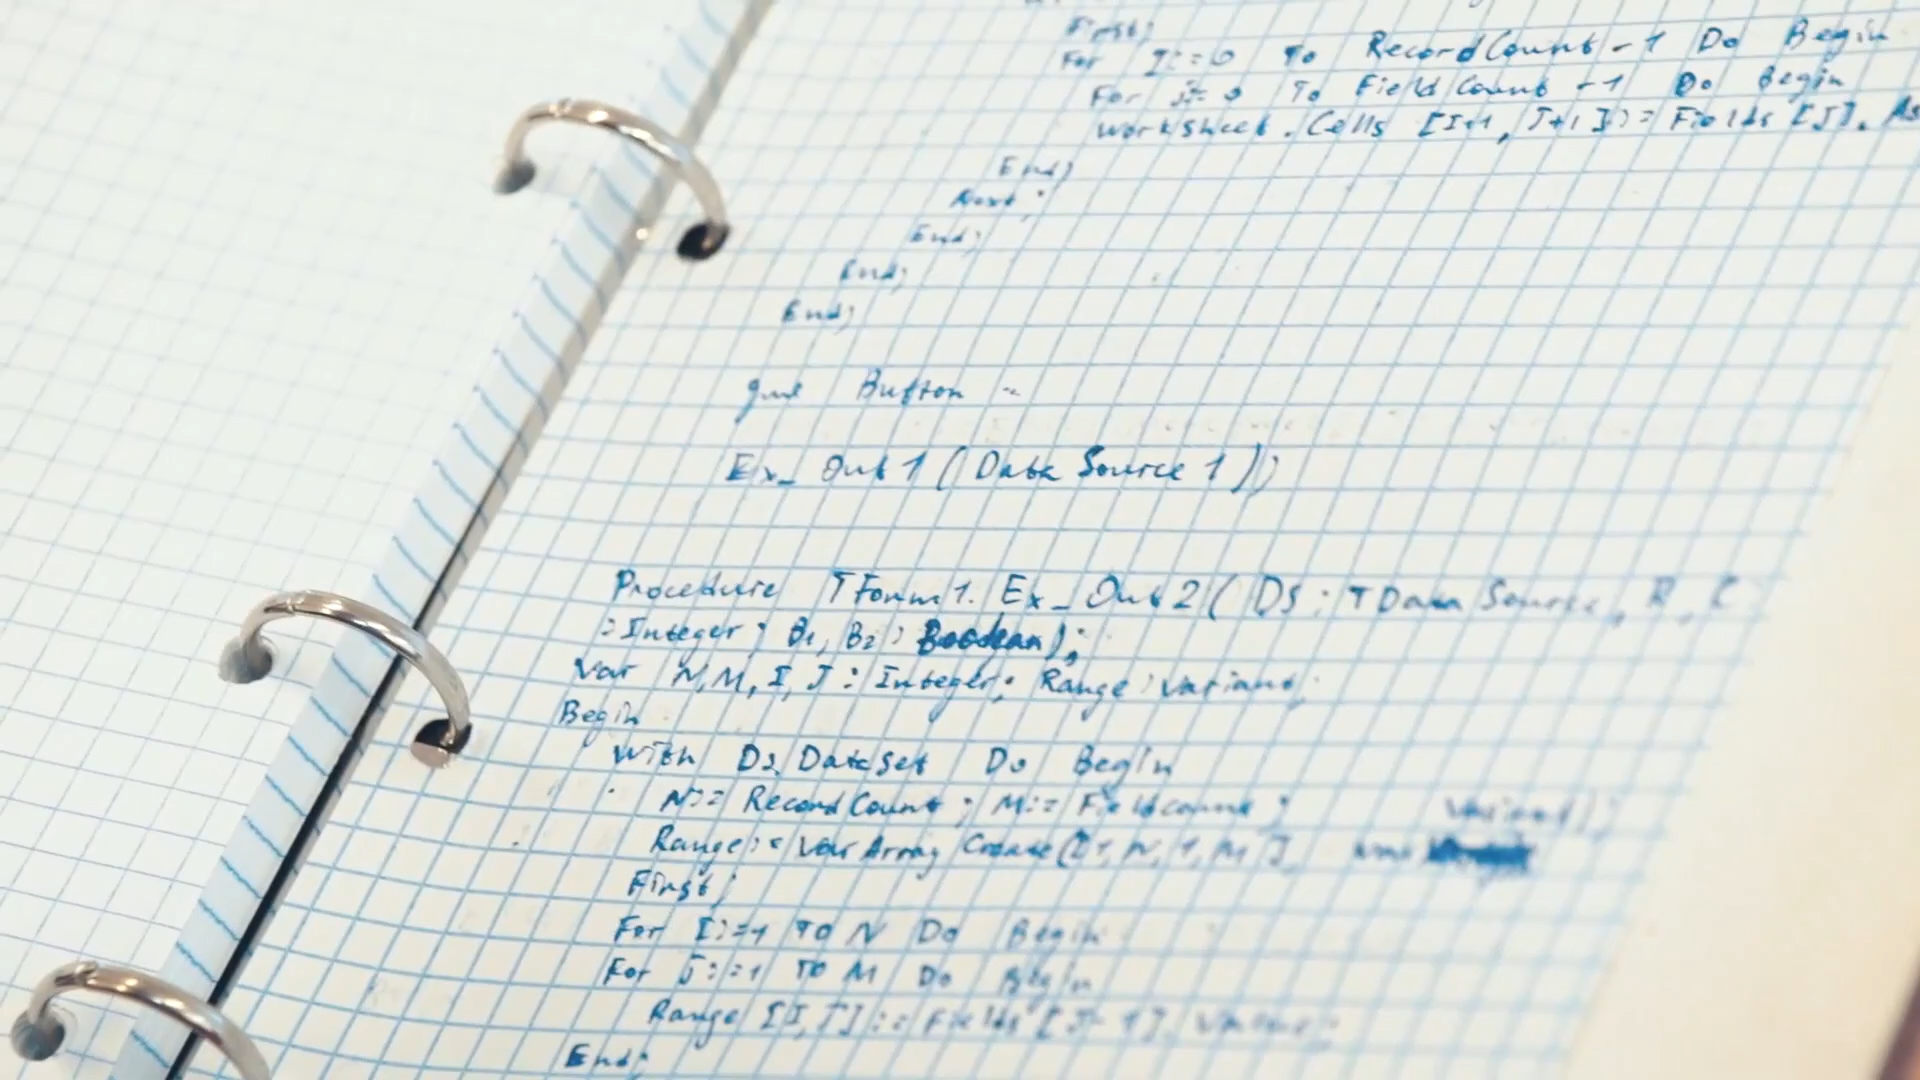 First;
For I:=0 To RecordCount-1 Do Begin
For J:=0 To FieldCount-1 Do Begin
Worksheet.Cells [I+1, J+1]:= Fields [J]. As
End;
Next;
End;
End;
End;
для Button -
Ex_Out1 (DataSource1);
Procedure TForm1. Ex_Out2 (DS: TDataSource, R, C
:Integer; B1, B2: Boolean);
Var N, M, I, J: Integer; Range: Variant;
Begin
With DS.DataSet Do Begin
N:= RecordCount; M:= Fieldcount; Variant);
Range:= VarArrayCreate ([1, N, 1, M],
First;
For I:=1 TO N Do Begin
For J:=1 TO M Do Begin
Range [I, J]:= Fields [J-1]. Value;
End;